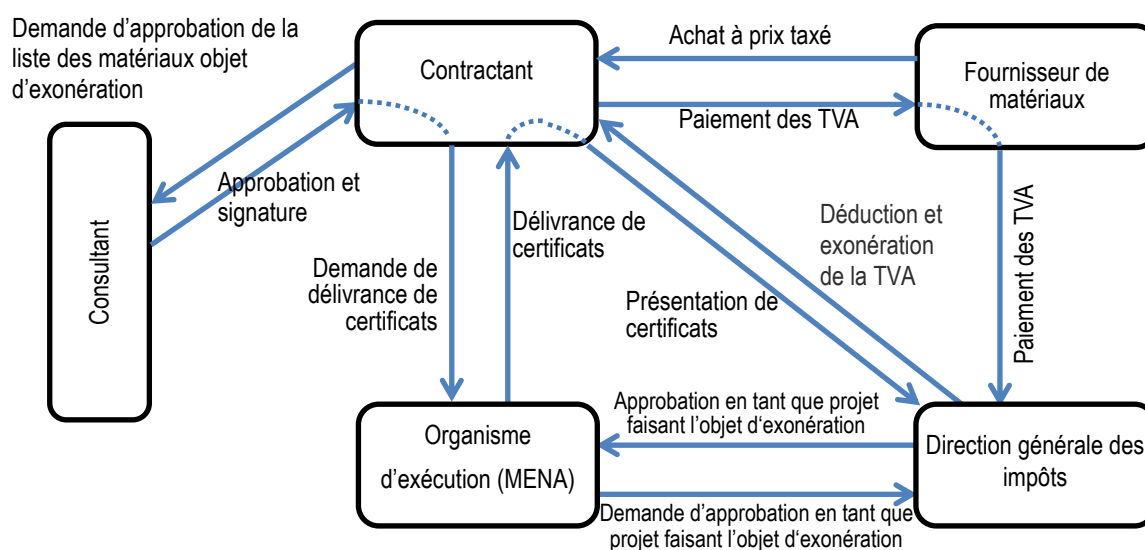 Demande d'approbation de la
liste des matériaux objet
d'exonération
Contractant
Achat à prix taxé
Fournisseur de
matériaux
Paiement des TVA
Consultant
Approbation et
signature
Délivrance de
certificats
Déduction et
exonération
de la TVA
Paiement des TVA
Demande de
délivrance de
certificats
Présentation de
certificats
Organisme
d'exécution (MENA)
Approbation en tant que projet
faisant l'objet d'exonération
Direction générale des
impôts
Demande d'approbation en tant que
projet faisant l'objet d'exonération